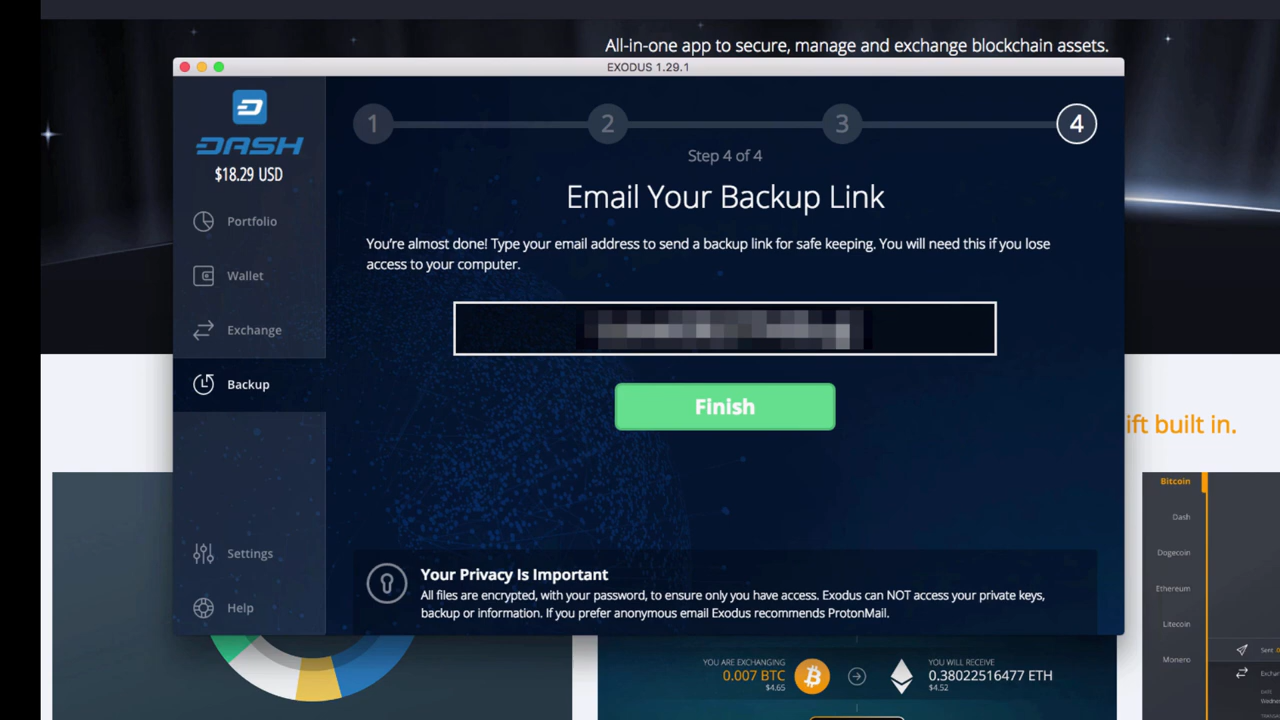 All-in-one app to secure, manage and exchange blockchain assets.
EXODUS 1.29.1
DASH
$18.29 USD
Portfolio
Wallet
Exchange
Backup
Settings
Help
1
2
3
4
Step 4 of 4
Email Your Backup Link
You're almost done! Type your email address to send a backup link for safe keeping. You will need this if you lose
access to your computer.
Finish
Your Privacy Is Important
All files are encrypted, with your password, to ensure only you have access. Exodus can NOT access your private keys,
backup or information. If you prefer anonymous email Exodus recommends ProtonMail.
ift built in.
Bitcoin
Dash
Dogecoin
Ethereum
Litecoin
Monero
Sent
YOU ARE EXCHANGING
0.007 BTC
$4.65
YOU WILL RECEIVE
0.38022516477 ETH
$4.52